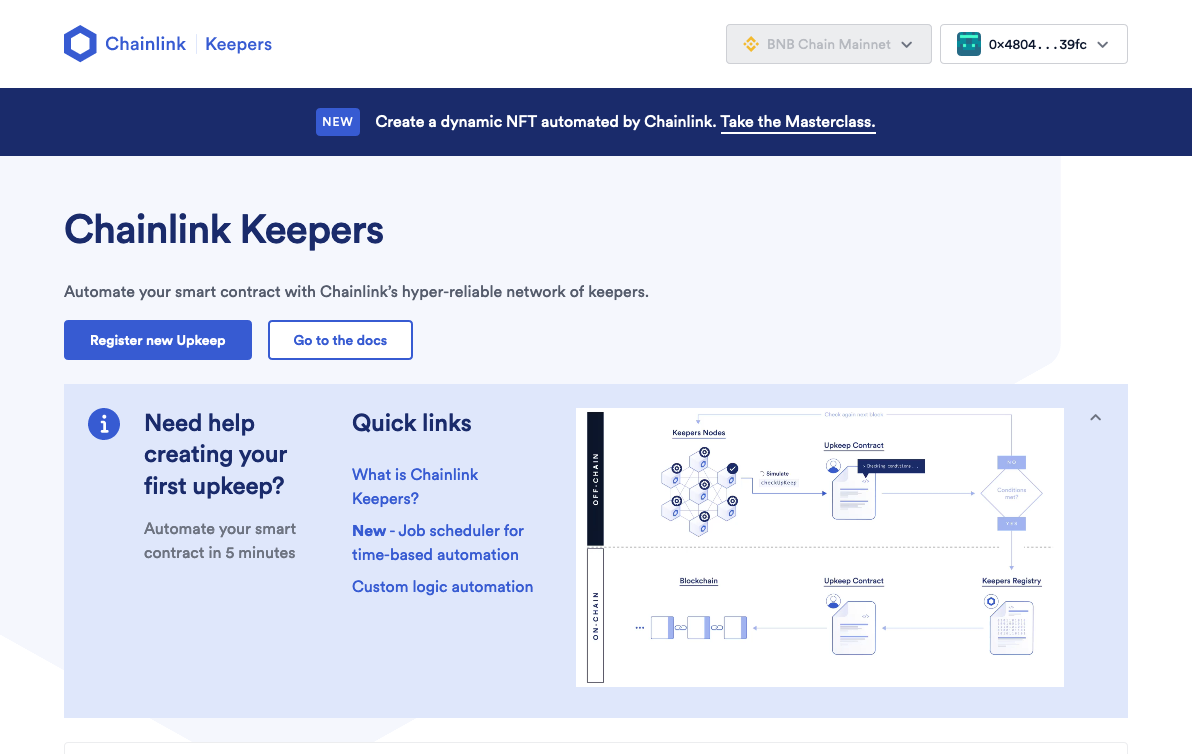 Chainlink Keepers
BNB Chain Mainnet
0x4804...39fc
NEW Create a dynamic NFT automated by Chainlink. Take the Masterclass.
Chainlink Keepers
Automate your smart contract with Chainlink's hyper-reliable network of keepers.
Register new Upkeep
Go to the docs
Need help
creating your
first upkeep?
Automate your smart
contract in 5 minutes
Quick links
What is Chainlink
Keepers?
New - Job scheduler for
time-based automation
Custom logic automation
OFF-CHAIN
Check again next block
Keepers Nodes
Simulate
checkUpKeep
Upkeep Contract
> Checking conditions...
NO
Conditions
met?
YES
ON-CHAIN
Blockchain
Upkeep Contract
Keepers Registry